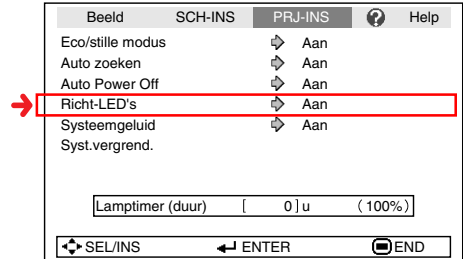 Beeld SCH-INS PRJ-INS ? Help
Eco/stille modus Aan
Auto zoeken Aan
Auto Power Off Aan
Richt-LED's Aan
Systeemgeluid Aan
Syst.vergrend.
Lamptimer (duur) [ 0] u (100%)
SEL/INS ENTER END